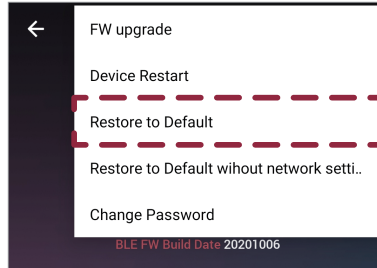 FW upgrade
Device Restart
Restore to Default
Restore to Default wihout network setti..
Change Password
BLE FW Build Date 20201006